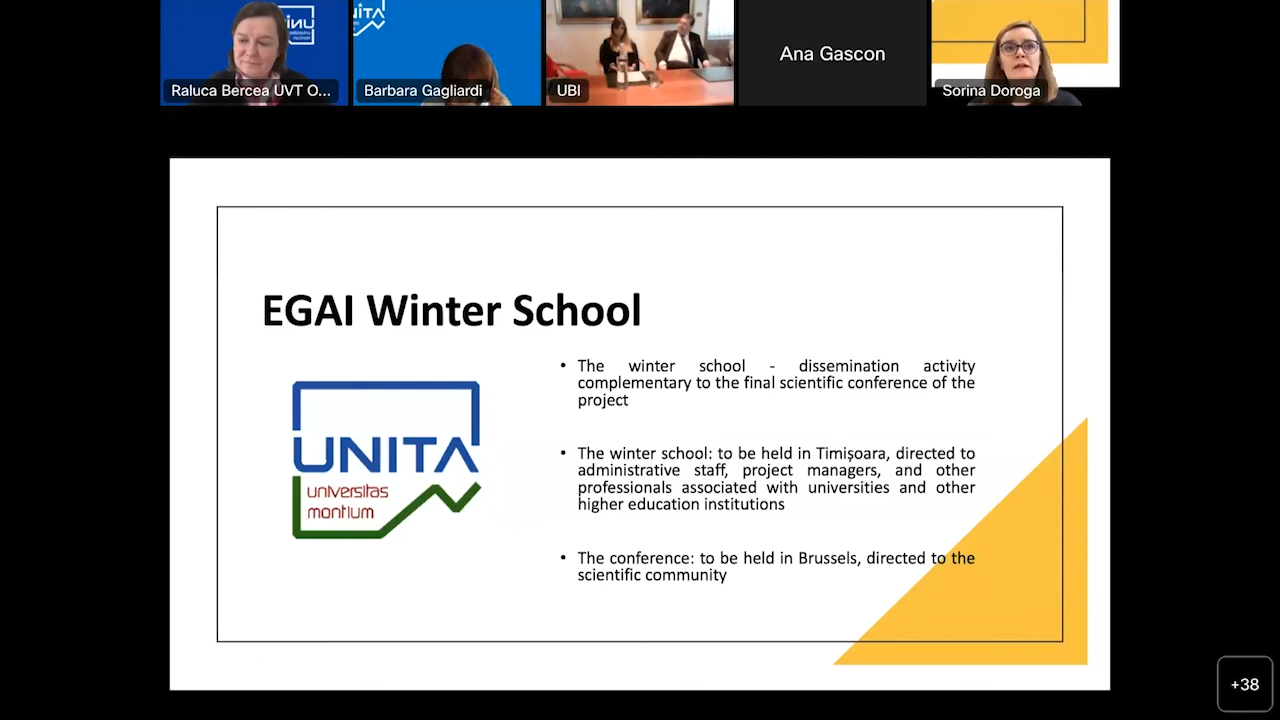 UNITA
Raluca Bercea UVT O...
Barbara Gagliardi
UBI
Ana Gascon
Sorina Doroga
EGAI Winter School
UNITA
universitas
montium
• The winter school - dissemination activity
complementary to the final scientific conference of the
project
• The winter school: to be held in Timișoara, directed to
administrative staff, project managers, and other
professionals associated with universities and other
higher education institutions
• The conference: to be held in Brussels, directed to the
scientific community
+38